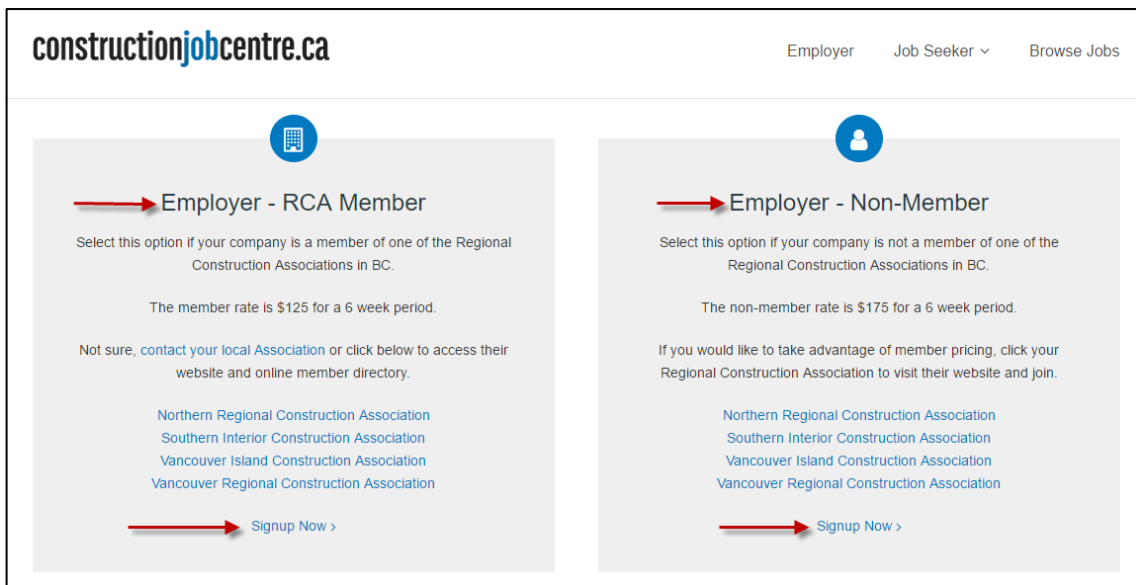 constructionjobcentre.ca
Employer Job Seeker Browse Jobs
Employer - RCA Member
Select this option if your company is a member of one of the Regional
Construction Associations in BC.
The member rate is $125 for a 6 week period.
Not sure, contact your local Association or click below to access their
website and online member directory.
Northern Regional Construction Association
Southern Interior Construction Association
Vancouver Island Construction Association
Vancouver Regional Construction Association
Signup Now >
Employer - Non-Member
Select this option if your company is not a member of one of the
Regional Construction Associations in BC.
The non-member rate is $175 for a 6 week period.
If you would like to take advantage of member pricing, click your
Regional Construction Association to visit their website and join.
Northern Regional Construction Association
Southern Interior Construction Association
Vancouver Island Construction Association
Vancouver Regional Construction Association
Signup Now >